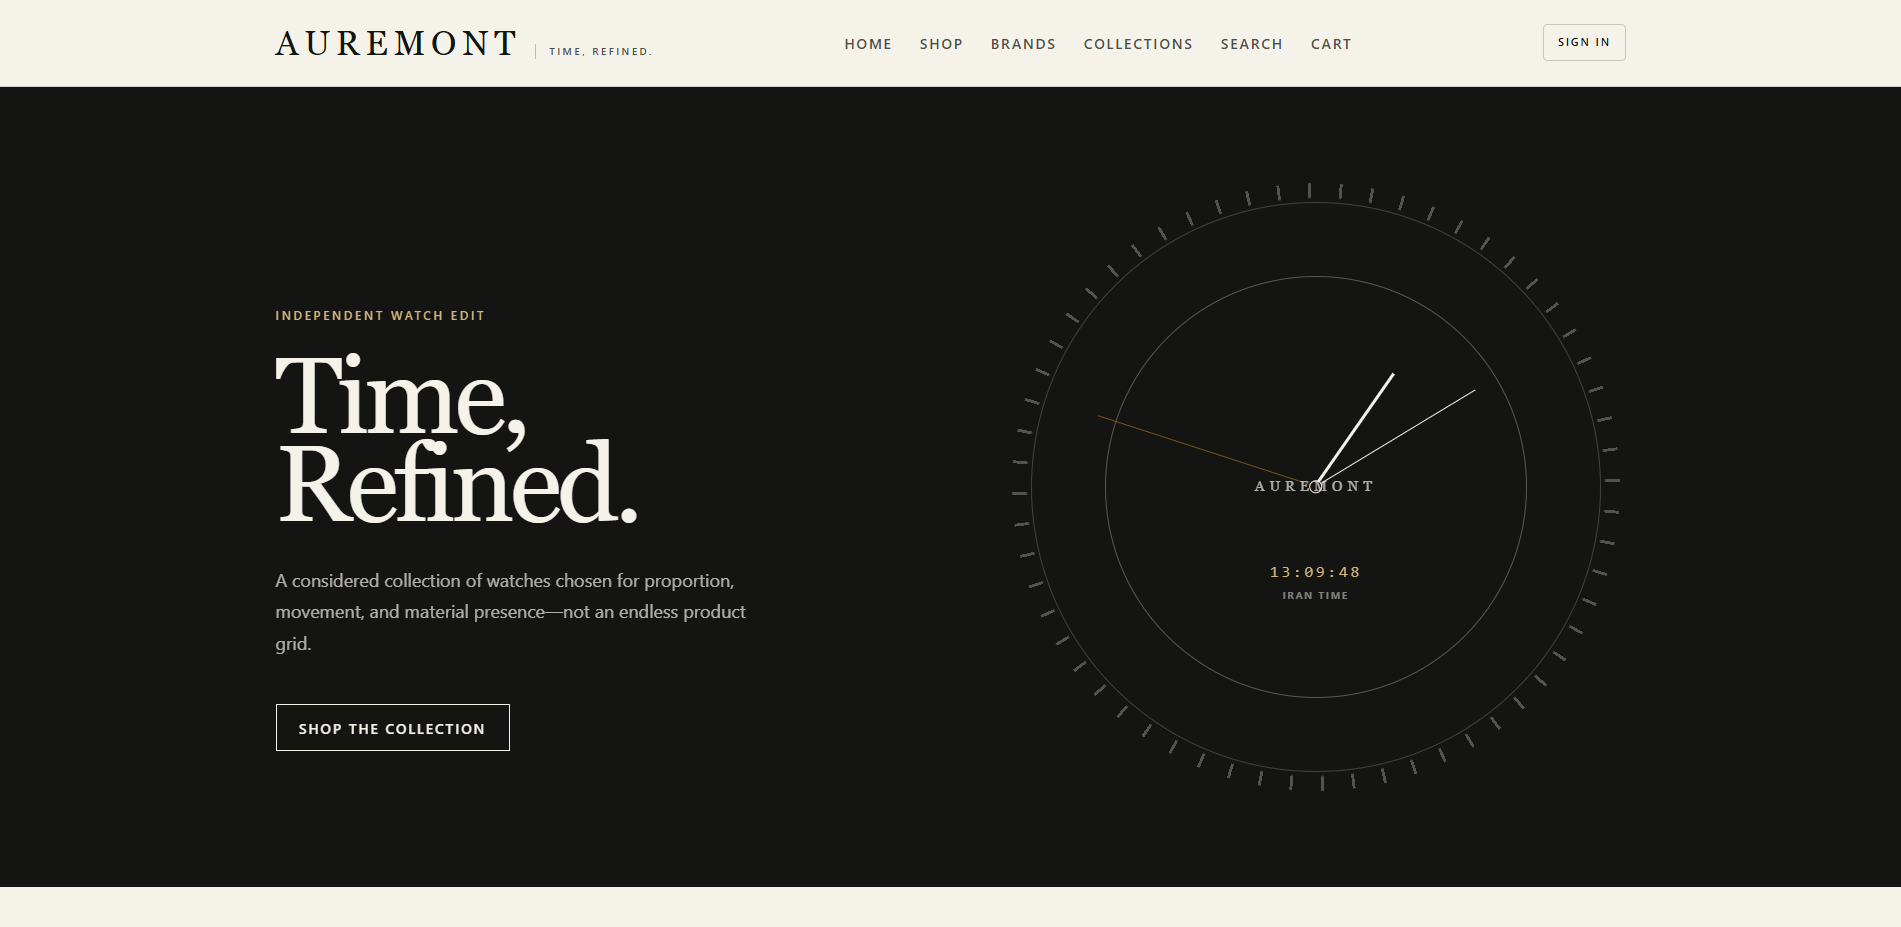 AUREMONT
TIME, REFINED.
HOME SHOP BRANDS COLLECTIONS SEARCH CART
SIGN IN
INDEPENDENT WATCH EDIT
Time,
Refined.
A considered collection of watches chosen for proportion,
movement, and material presence—not an endless product
grid.
SHOP THE COLLECTION
AUREMONT
13:09:48
IRAN TIME